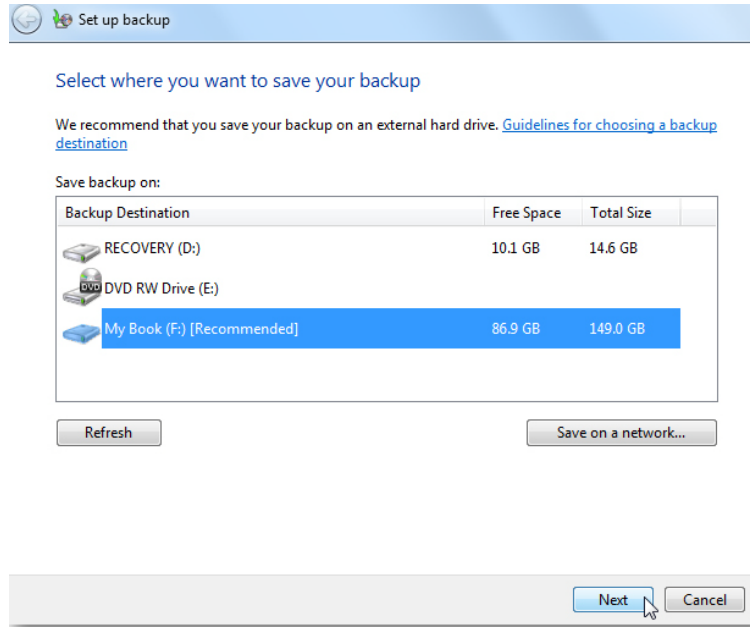 Set up backup
Select where you want to save your backup
We recommend that you save your backup on an external hard drive. Guidelines for choosing a backup
destination
Save backup on:
Backup Destination Free Space Total Size
RECOVERY (D:) 10.1 GB 14.6 GB
DVD DVD RW Drive (E:)
My Book (F:) [Recommended] 86.9 GB 149.0 GB
Refresh Save on a network...
Next Cancel